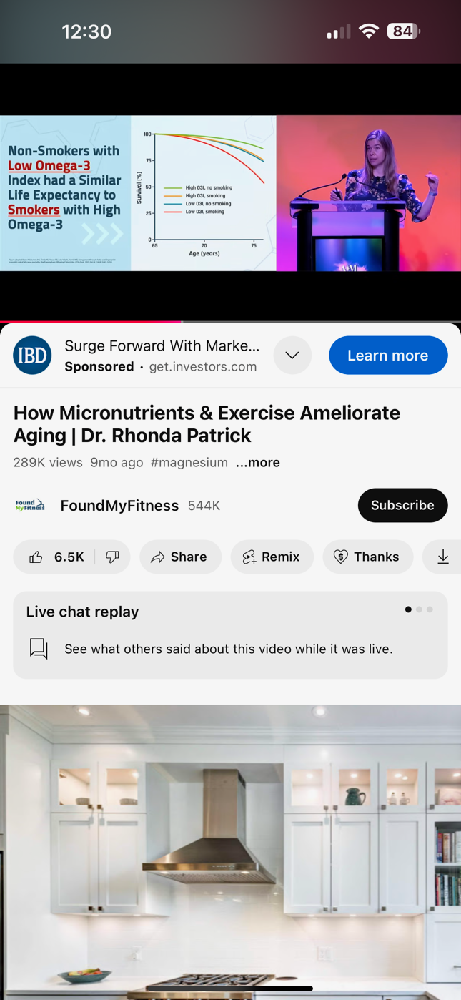 12:30
84
Non-Smokers with
Low Omega-3
Index had a Similar
Life Expectancy to
Smokers with High
Omega-3
100
75
50
25
0
Survival (%)
High O3I, no smoking
High O3I, smoking
Low O3I, no smoking
Low O3I, smoking
65
70
75
Age (years)
A4M
IBD
Surge Forward With Marke...
Sponsored · get.investors.com
Learn more
How Micronutrients & Exercise Ameliorate
Aging | Dr. Rhonda Patrick
289K views 9mo ago #magnesium ...more
Found
My Fitness
FoundMyFitness 544K
Subscribe
6.5K
Share
Remix
Thanks
Live chat replay
See what others said about this video while it was live.